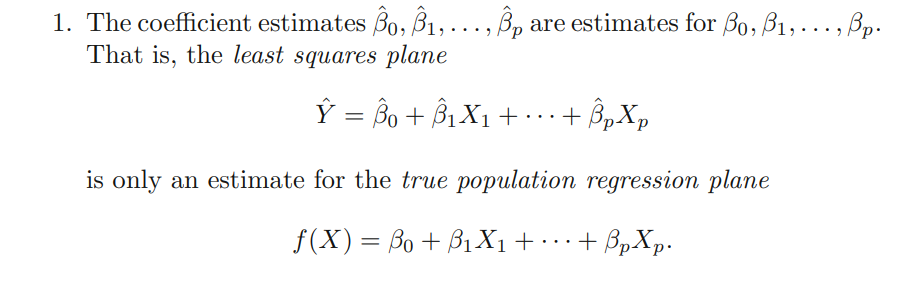 1. The coefficient estimates β̂₀, β̂₁, . . . , β̂ₚ are estimates for β₀, β₁, . . . , βₚ.
That is, the least squares plane
Ŷ = β̂₀ + β̂₁X₁ + · · · + β̂ₚXₚ
is only an estimate for the true population regression plane
f(X) = β₀ + β₁X₁ + · · · + βₚXₚ.